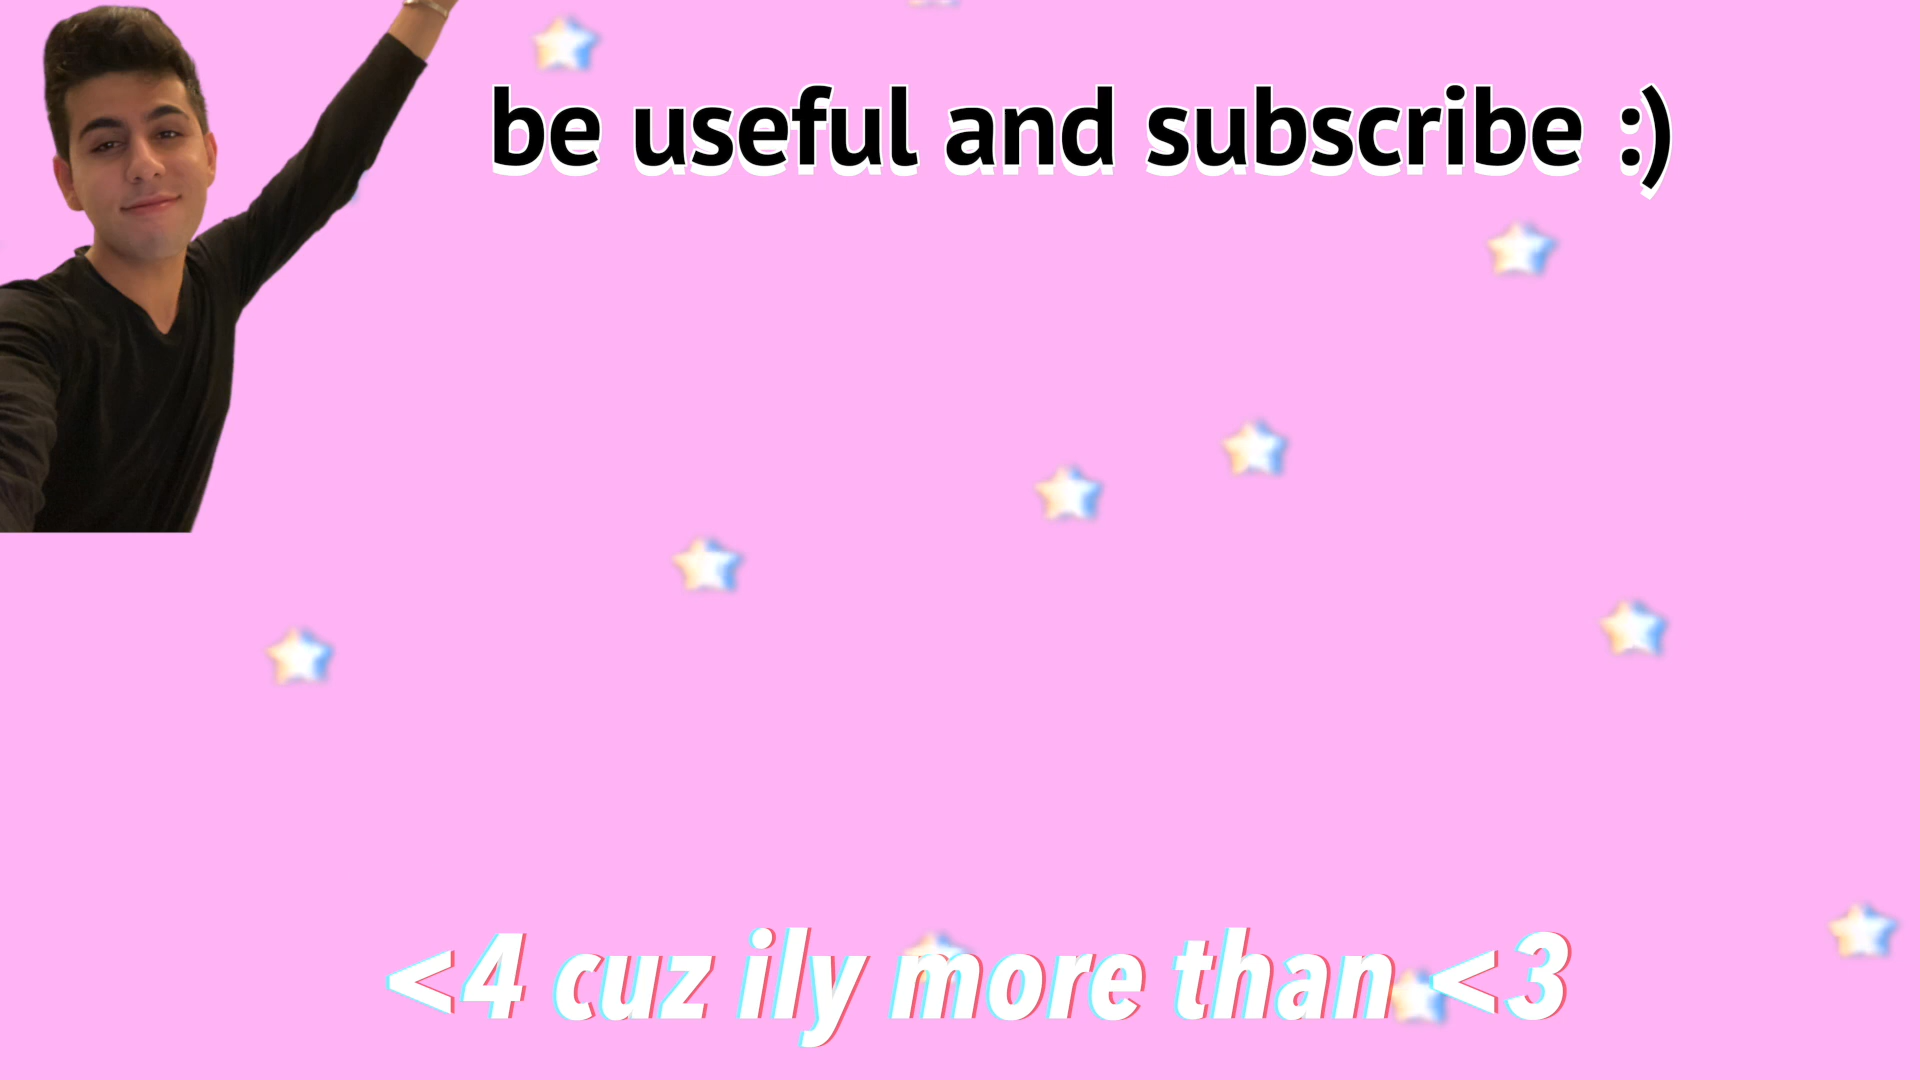 be useful and subscribe :)
<4 cuz ily more than <3